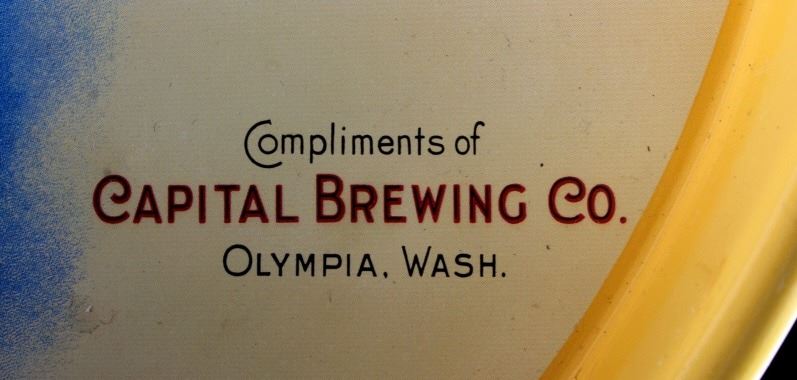 Compliments of
CAPITAL BREWING CO.
OLYMPIA, WASH.